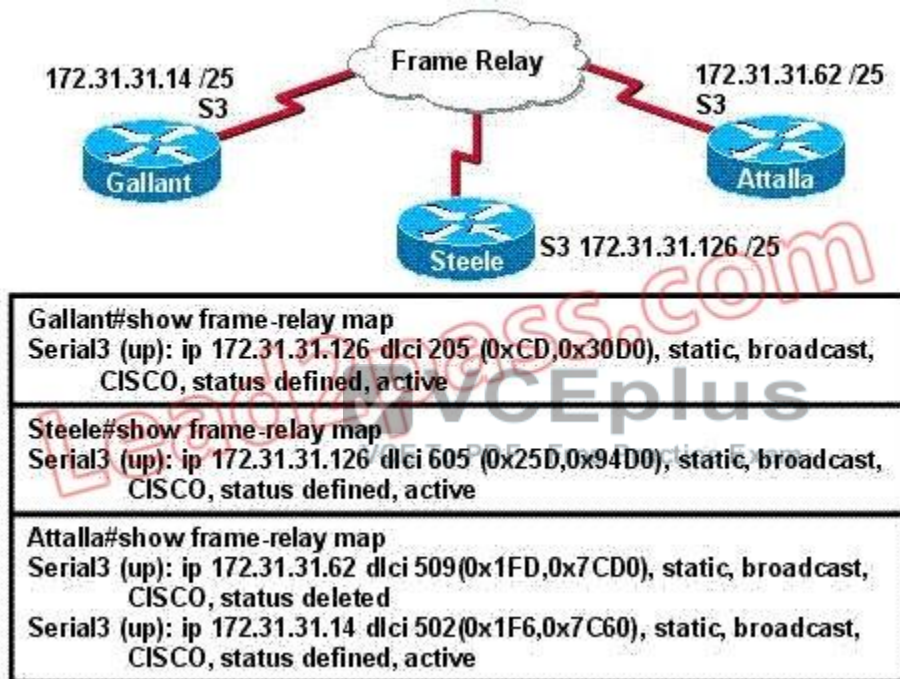 Frame Relay
172.31.31.14 /25
S3
172.31.31.62 /25
S3
Gallant
Attalla
Steele
S3 172.31.31.126 /25
Gallant#show frame-relay map
Serial3 (up): ip 172.31.31.126 dlci 205 (0xCD,0x30D0), static, broadcast,
CISCO, status defined, active
Steele#show frame-relay map
Serial3 (up): ip 172.31.31.126 dlci 605 (0x25D,0x94D0), static, broadcast,
CISCO, status defined, active
Attalla#show frame-relay map
Serial3 (up): ip 172.31.31.62 dlci 509(0x1FD,0x7CD0), static, broadcast,
CISCO, status deleted
Serial3 (up): ip 172.31.31.14 dlci 502(0x1F6,0x7C60), static, broadcast,
CISCO, status defined, active
Lead2pass.com
VCEplus